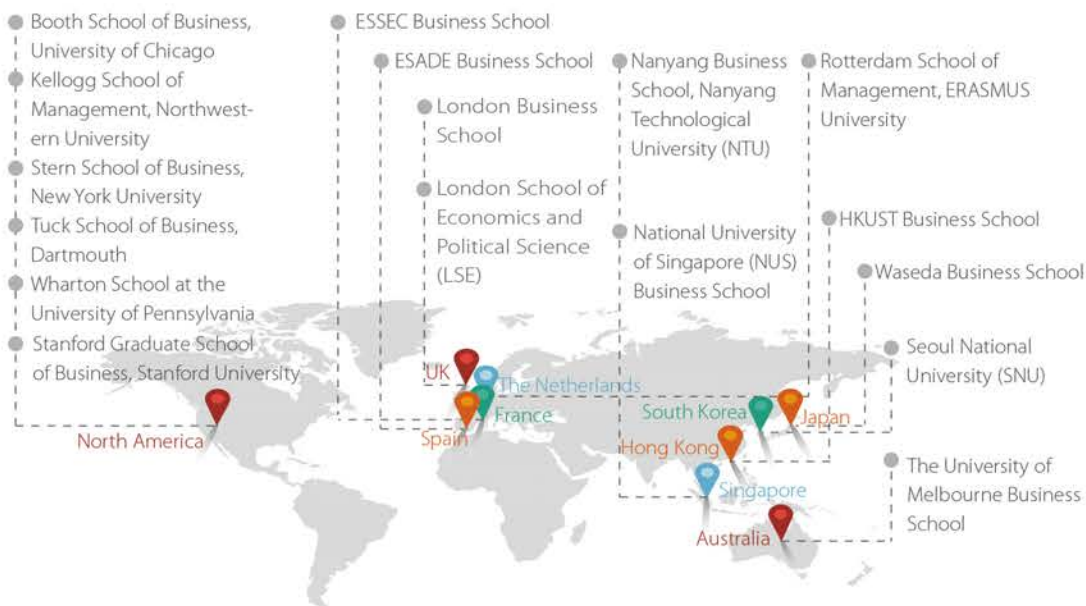 Booth School of Business,
University of Chicago
Kellogg School of
Management, Northwest-
ern University
Stern School of Business,
New York University
Tuck School of Business,
Dartmouth
Wharton School at the
University of Pennsylvania
Stanford Graduate School
of Business, Stanford University
ESSEC Business School
ESADE Business School
London Business
School
London School of
Economics and
Political Science
(LSE)
Nanyang Business
School, Nanyang
Technological
University (NTU)
National University
of Singapore (NUS)
Business School
Rotterdam School of
Management, ERASMUS
University
HKUST Business School
Waseda Business School
Seoul National
University (SNU)
The University of
Melbourne Business
School
North America
UK
The Netherlands
France
Spain
South Korea
Japan
Hong Kong
Singapore
Australia